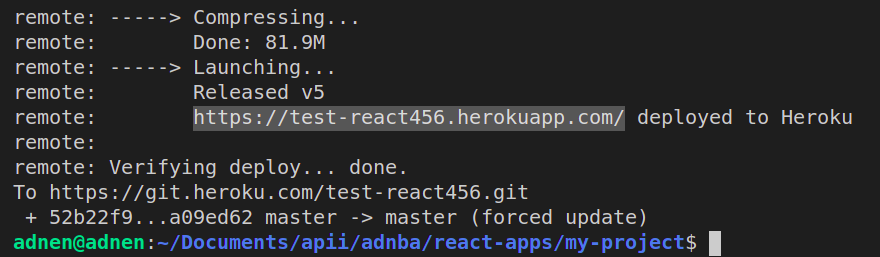 remote: -----> Compressing...
remote:        Done: 81.9M
remote: -----> Launching...
remote:        Released v5
remote:        https://test-react456.herokuapp.com/ deployed to Heroku
remote:
remote: Verifying deploy... done.
To https://git.heroku.com/test-react456.git
 + 52b22f9...a09ed62 master -> master (forced update)
adnen@adnen:~/Documents/apii/adnba/react-apps/my-project$